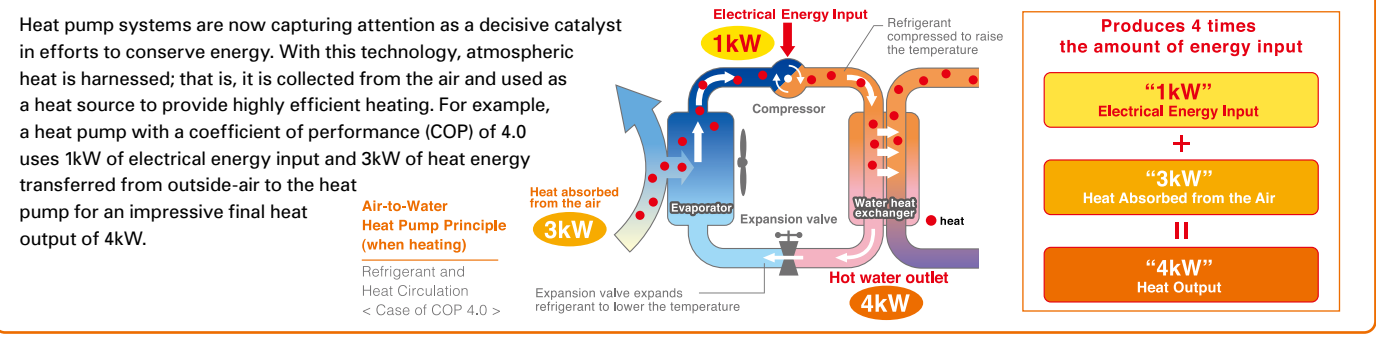 Heat pump systems are now capturing attention as a decisive catalyst
in efforts to conserve energy. With this technology, atmospheric
heat is harnessed; that is, it is collected from the air and used as
a heat source to provide highly efficient heating. For example,
a heat pump with a coefficient of performance (COP) of 4.0
uses 1kW of electrical energy input and 3kW of heat energy
transferred from outside-air to the heat
pump for an impressive final heat
output of 4kW.
Air-to-Water
Heat Pump Principle
(when heating)
Refrigerant and
Heat Circulation
< Case of COP 4.0 >
Electrical Energy Input
1kW
Refrigerant
compressed to raise
the temperature
Compressor
Heat absorbed
from the air
3kW
Evaporator
Expansion valve
Water heat
exchanger
heat
Hot water outlet
4kW
Expansion valve expands
refrigerant to lower the temperature
Produces 4 times
the amount of energy input
“1kW”
Electrical Energy Input
+
“3kW”
Heat Absorbed from the Air
=
“4kW”
Heat Output